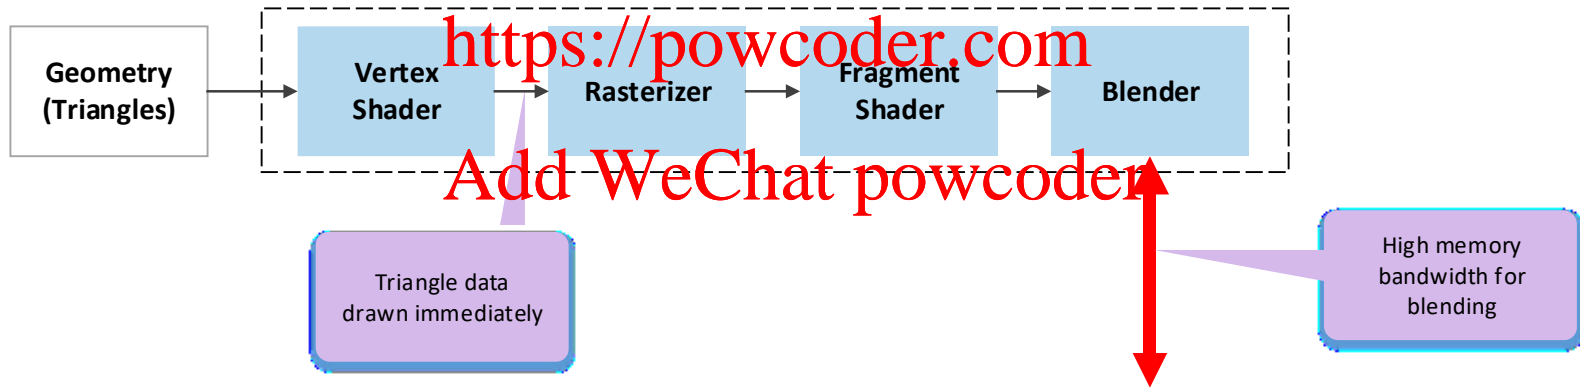 https://powcoder.com
Geometry
(Triangles)
Vertex
Shader
Rasterizer
Fragment
Shader
Blender
Add WeChat powcoder
Triangle data
drawn immediately
High memory
bandwidth for
blending